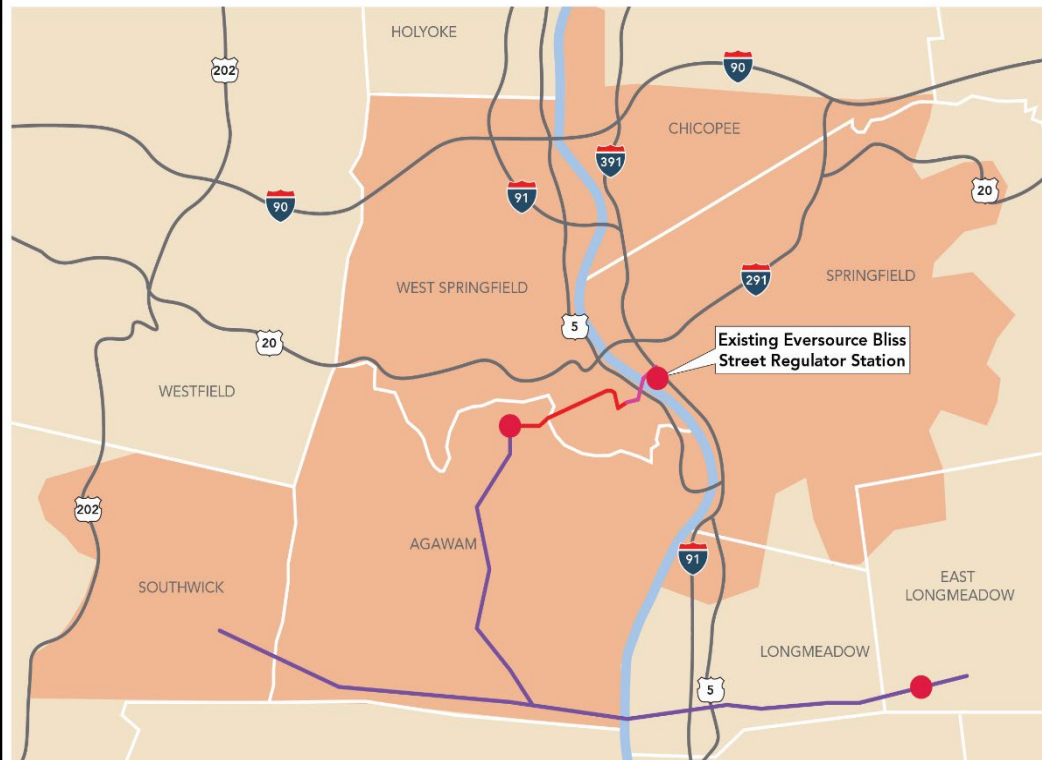 HOLYOKE
202
90
CHICOPEE
391
91
20
90
291
WEST SPRINGFIELD
SPRINGFIELD
5
20
Existing Eversource Bliss
Street Regulator Station
WESTFIELD
202
AGAWAM
91
SOUTHWICK
EAST
LONGMEADOW
LONGMEADOW
5